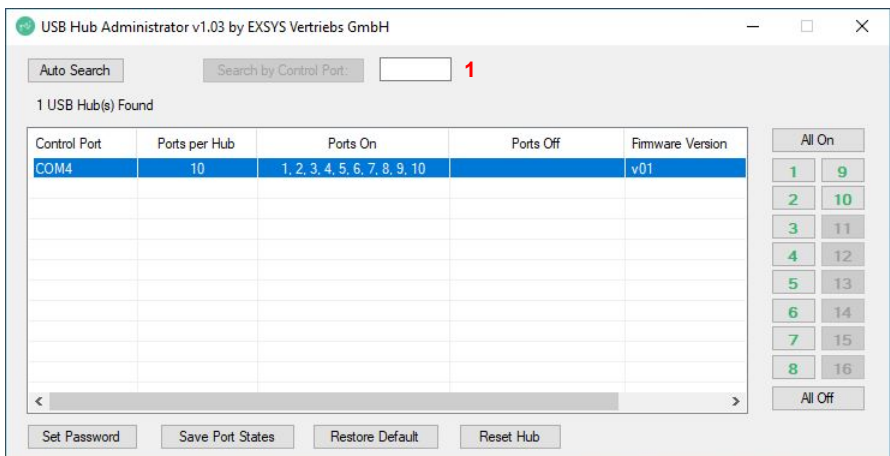 USB Hub Administrator v1.03 by EXSYS Vertriebs GmbH
Auto Search Search by Control Port: 1
1 USB Hub(s) Found
Control Port Ports per Hub Ports On Ports Off Firmware Version All On
COM4 10 1, 2, 3, 4, 5, 6, 7, 8, 9, 10 v01 1 9
2 10
3 11
4 12
5 13
6 14
7 15
8 16
All Off
Set Password Save Port States Restore Default Reset Hub